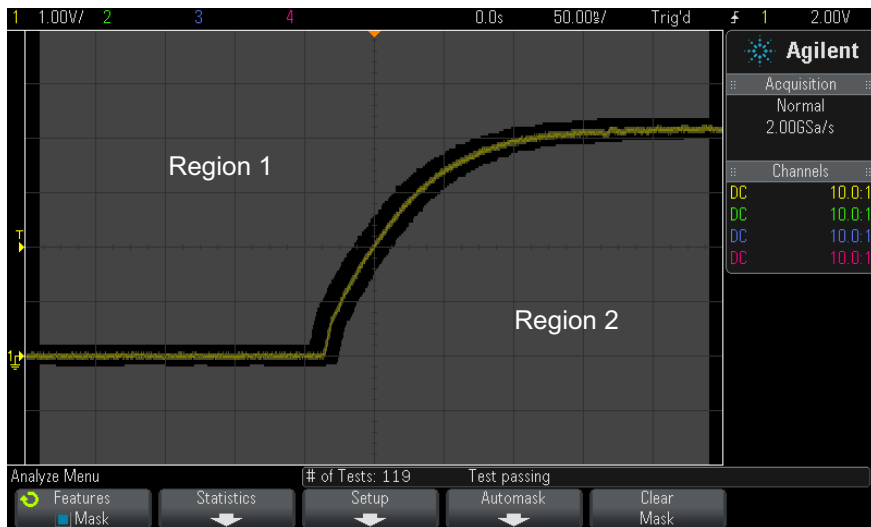 1 1.00V/ 2 3 4 0.0s 50.00ns/ Trig'd 1 2.00V
Agilent
Acquisition
Normal
2.00GSa/s
Channels
DC 10.0:1
DC 10.0:1
DC 10.0:1
DC 10.0:1
Region 1
T
Region 2
1
Analyze Menu
# of Tests: 119 Test passing
Features Statistics Setup Automask Clear
Mask Mask